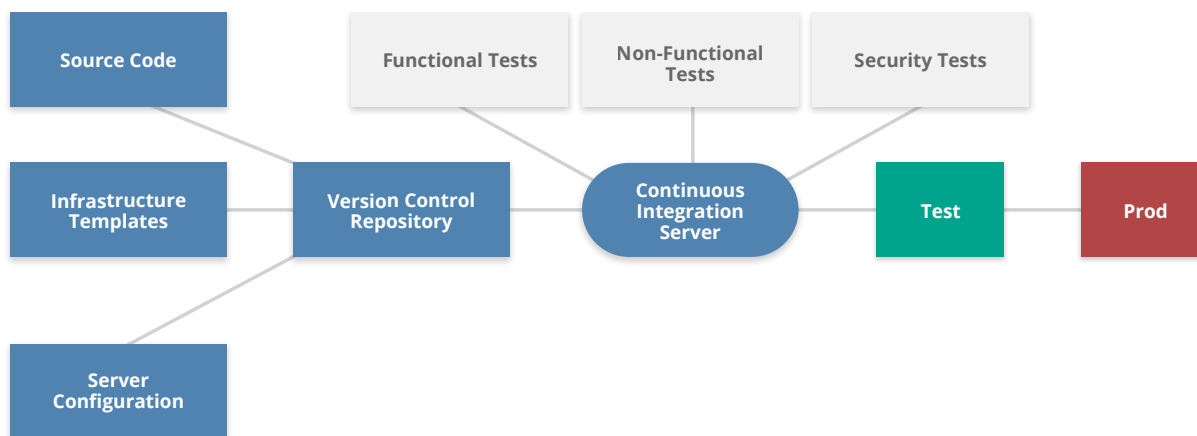 Source Code
Functional Tests
Non-Functional
Tests
Security Tests
Infrastructure
Templates
Version Control
Repository
Continuous
Integration
Server
Test
Prod
Server
Configuration